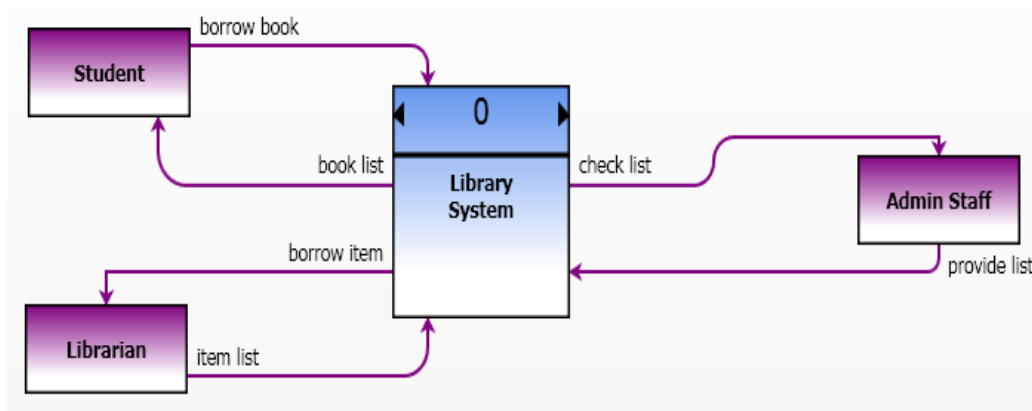 borrow book
Student
0
book list
check list
Library
System
Admin Staff
borrow item
provide list
Librarian
item list